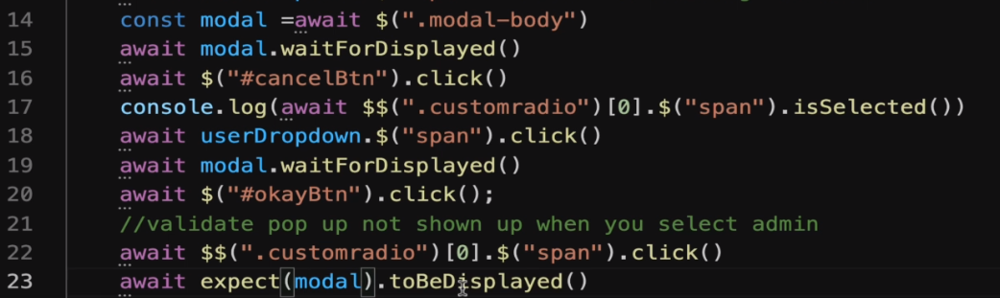 14 const modal =await $(".modal-body")
15 await modal.waitForDisplayed()
16 await $("#cancelBtn").click()
17 console.log(await $$(".customradio")[0].$("span").isSelected())
18 await userDropdown.$("span").click()
19 await modal.waitForDisplayed()
20 await $("#okayBtn").click();
21 //validate pop up not shown up when you select admin
22 await $$(".customradio")[0].$("span").click()
23 await expect(modal).toBeDisplayed()